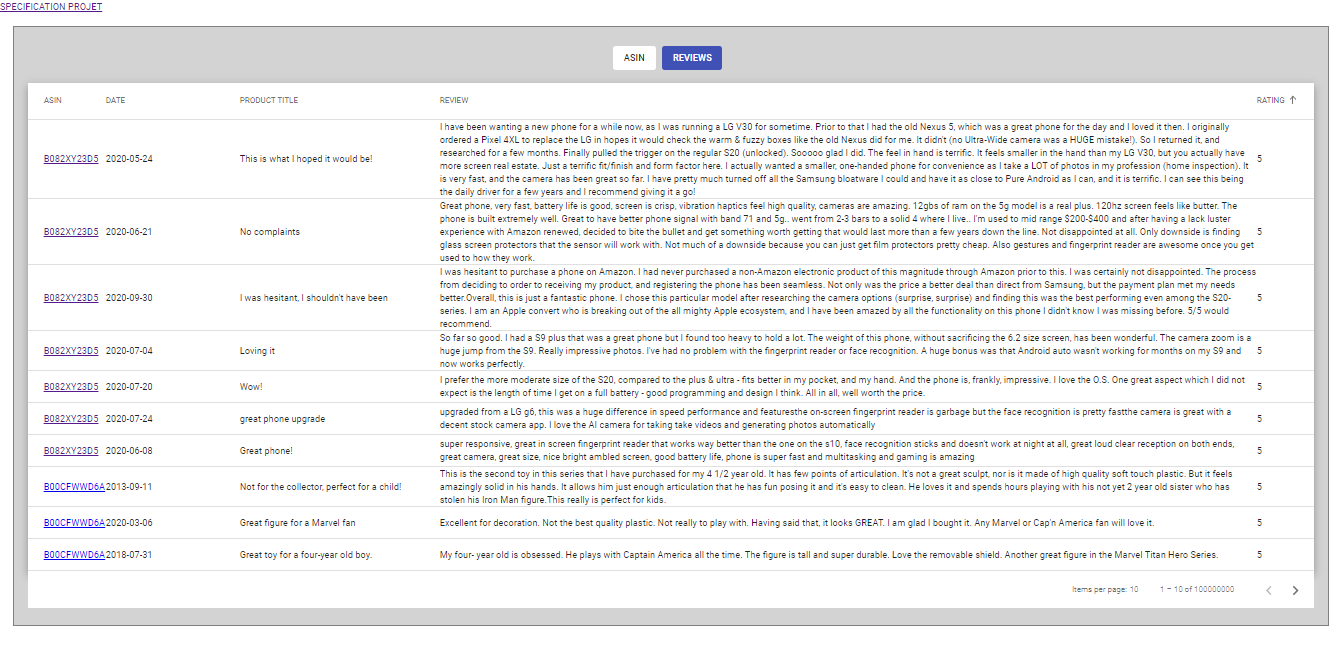 SPECIFICATION PROJET
ASIN REVIEWS
ASIN DATE PRODUCT TITLE REVIEW RATING
I have been wanting a new phone for a while now, as I was running a LG V30 for sometime. Prior to that I had the old Nexus 5, which was a great phone for the day and I loved it then. I originally
ordered a Pixel 4XL to replace the LG in hopes it would check the warm & fuzzy boxes like the old Nexus did for me. It didn't (no Ultra-Wide camera was a HUGE mistake!). So I returned it, and
researched for a few months. Finally pulled the trigger on the regular S20 (unlocked). Sooooo glad I did. The feel in hand is terrific. It feels smaller in the hand than my LG V30, but you actually have
B082XY23D5 2020-05-24 This is what I hoped it would be! more screen real estate. Just a terrific fit/finish and form factor here. I actually wanted a smaller, one-handed phone for convenience as I take a LOT of photos in my profession (home inspection). It 5
is very fast, and the camera has been great so far. I have pretty much turned off all the Samsung bloatware I could and have it as close to Pure Android as I can, and it is terrific. I can see this being
the daily driver for a few years and I recommend giving it a go!
Great phone, very fast, battery life is good, screen is crisp, vibration haptics feel high quality, cameras are amazing. 12gbs of ram on the 5g model is a real plus. 120hz screen feels like butter. The
phone is built extremely well. Great to have better phone signal with band 71 and 5g.. went from 2-3 bars to a solid 4 where I live.. I'm used to mid range $200-$400 and after having a lack luster
B082XY23D5 2020-06-21 No complaints experience with Amazon renewed, decided to bite the bullet and get something worth getting that would last more than a few years down the line. Not disappointed at all. Only downside is finding 5
glass screen protectors that the sensor will work with. Not much of a downside because you can just get film protectors pretty cheap. Also gestures and fingerprint reader are awesome once you get
used to how they work.
I was hesitant to purchase a phone on Amazon. I had never purchased a non-Amazon electronic product of this magnitude through Amazon prior to this. I was certainly not disappointed. The process
from deciding to order to receiving my product, and registering the phone has been seamless. Not only was the price a better deal than direct from Samsung, but the payment plan met my needs
B082XY23D5 2020-09-30 I was hesitant, I shouldn't have been better.Overall, this is just a fantastic phone. I chose this particular model after researching the camera options (surprise, surprise) and finding this was the best performing even among the S20- 5
series. I am an Apple convert who is breaking out of the all mighty Apple ecosystem, and I have been amazed by all the functionality on this phone I didn't know I was missing before. 5/5 would
recommend.
So far so good. I had a S9 plus that was a great phone but I found too heavy to hold a lot. The weight of this phone, without sacrificing the 6.2 size screen, has been wonderful. The camera zoom is a
B082XY23D5 2020-07-04 Loving it huge jump from the S9. Really impressive photos. I've had no problem with the fingerprint reader or face recognition. A huge bonus was that Android auto wasn't working for months on my S9 and 5
now works perfectly.
I prefer the more moderate size of the S20, compared to the plus & ultra - fits better in my pocket, and my hand. And the phone is, frankly, impressive. I love the O.S. One great aspect which I did not
B082XY23D5 2020-07-20 Wow! expect is the length of time I get on a full battery - good programming and design I think. All in all, well worth the price. 5
upgraded from a LG g6, this was a huge difference in speed performance and featuresthe on-screen fingerprint reader is garbage but the face recognition is pretty fastthe camera is great with a
B082XY23D5 2020-07-24 great phone upgrade decent stock camera app. I love the AI camera for taking take videos and generating photos automatically 5
super responsive, great in screen fingerprint reader that works way better than the one on the s10, face recognition sticks and doesn't work at night at all, great loud clear reception on both ends,
B082XY23D5 2020-06-08 Great phone! great camera, great size, nice bright ambled screen, good battery life, phone is super fast and multitasking and gaming is amazing 5
This is the second toy in this series that I have purchased for my 4 1/2 year old. It has few points of articulation. It's not a great sculpt, nor is it made of high quality soft touch plastic. But it feels
B00CFWWD6A 2013-09-11 Not for the collector, perfect for a child! amazingly solid in his hands. It allows him just enough articulation that he has fun posing it and it's easy to clean. He loves it and spends hours playing with his not yet 2 year old sister who has 5
stolen his Iron Man figure.This really is perfect for kids.
B00CFWWD6A 2020-03-06 Great figure for a Marvel fan Excellent for decoration. Not the best quality plastic. Not really to play with. Having said that, it looks GREAT. I am glad I bought it. Any Marvel or Cap'n America fan will love it. 5
B00CFWWD6A 2018-07-31 Great toy for a four-year old boy. My four- year old is obsessed. He plays with Captain America all the time. The figure is tall and super durable. Love the removable shield. Another great figure in the Marvel Titan Hero Series. 5
Items per page: 10 1 – 10 of 100000000